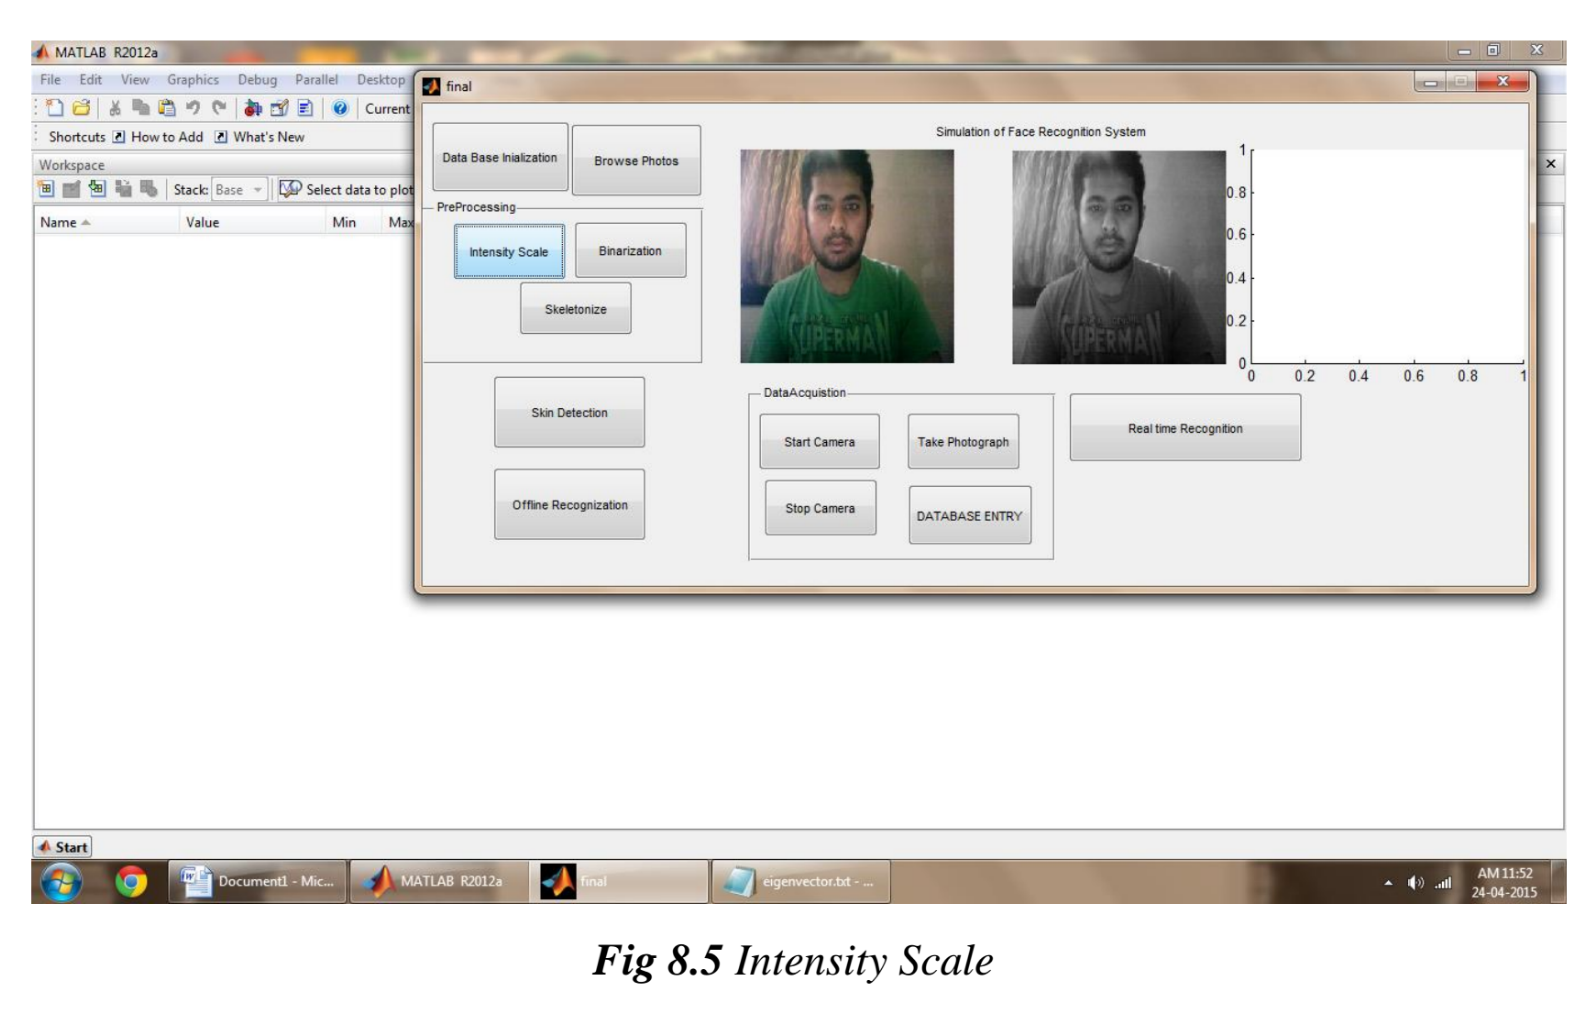 MATLAB R2012a
File Edit View Graphics Debug Parallel Desktop
Current
Shortcuts How to Add What's New
Workspace
Stack: Base Select data to plot
Name Value Min Max
final
Data Base Inialization
Browse Photos
PreProcessing
Intensity Scale
Binarization
Skeletonize
Skin Detection
Offline Recognization
Simulation of Face Recognition System
SUPERMAN
SUPERMAN
1
0.8
0.6
0.4
0.2
0
0 0.2 0.4 0.6 0.8 1
DataAcquistion
Start Camera
Take Photograph
Stop Camera
DATABASE ENTRY
Real time Recognition
Start
Document1 - Mic...
MATLAB R2012a
final
eigenvector.txt - ...
AM 11:52
24-04-2015
Fig 8.5 Intensity Scale